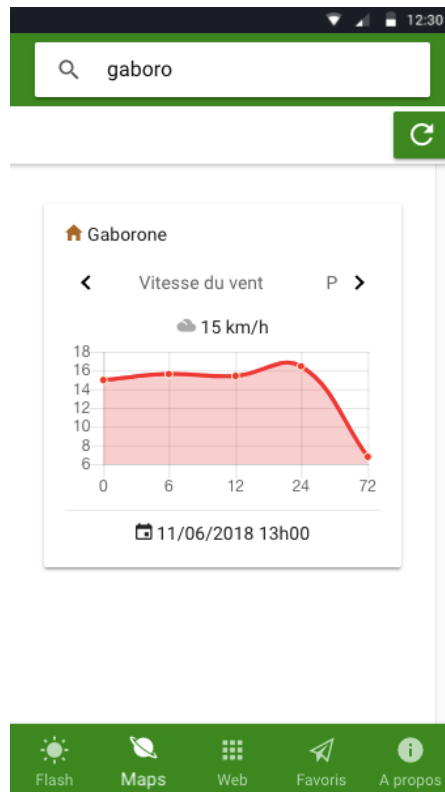 12:30
gaboro
Gaborone
Vitesse du vent P
15 km/h
18
16
14
12
10
8
6
0 6 12 24 72
11/06/2018 13h00
Flash Maps Web Favoris A propos